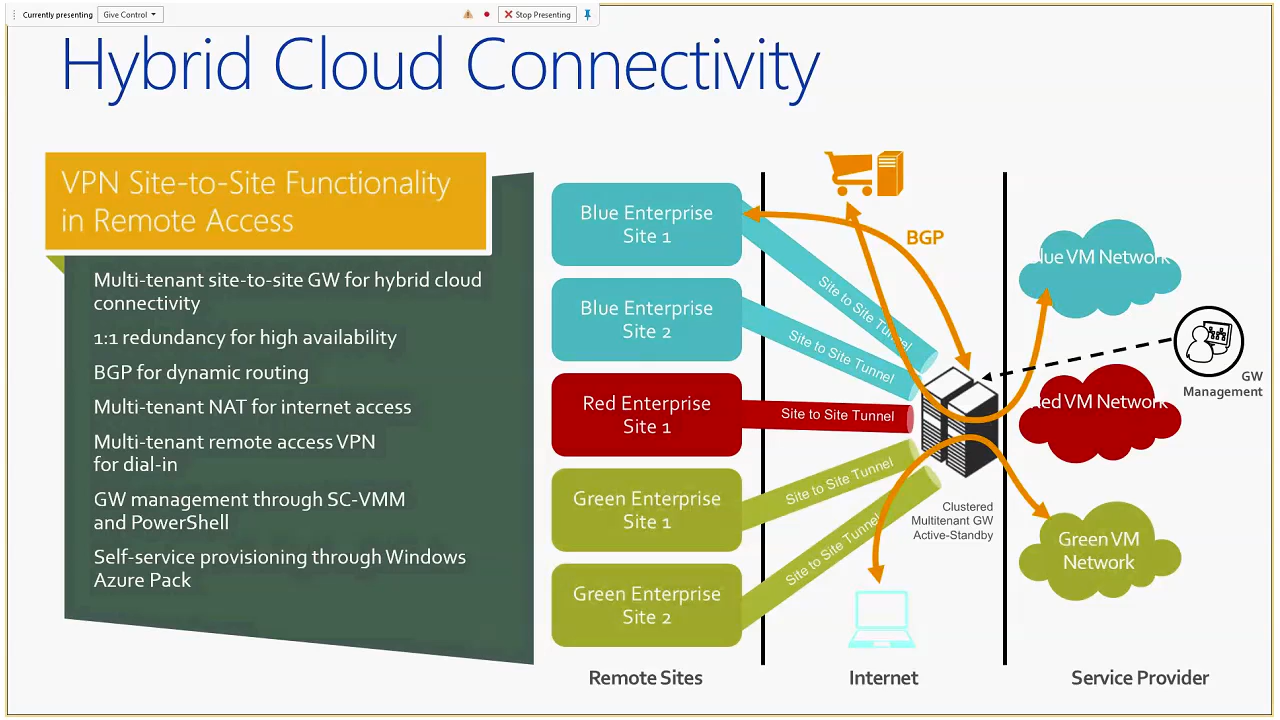 Currently presenting
Give Control
Stop Presenting
Hybrid Cloud Connectivity
VPN Site-to-Site Functionality
in Remote Access
Multi-tenant site-to-site GW for hybrid cloud
connectivity
1:1 redundancy for high availability
BGP for dynamic routing
Multi-tenant NAT for internet access
Multi-tenant remote access VPN
for dial-in
GW management through SC-VMM
and PowerShell
Self-service provisioning through Windows
Azure Pack
Blue Enterprise
Site 1
Blue Enterprise
Site 2
Red Enterprise
Site 1
Green Enterprise
Site 1
Green Enterprise
Site 2
Remote Sites
BGP
Site to Site Tunnel
Site to Site Tunnel
Site to Site Tunnel
Site to Site Tunnel
Site to Site Tunnel
Clustered
Multitenant GW
Active-Standby
Internet
Blue VM Network
GW
Management
Red VM Network
Green VM
Network
Service Provider